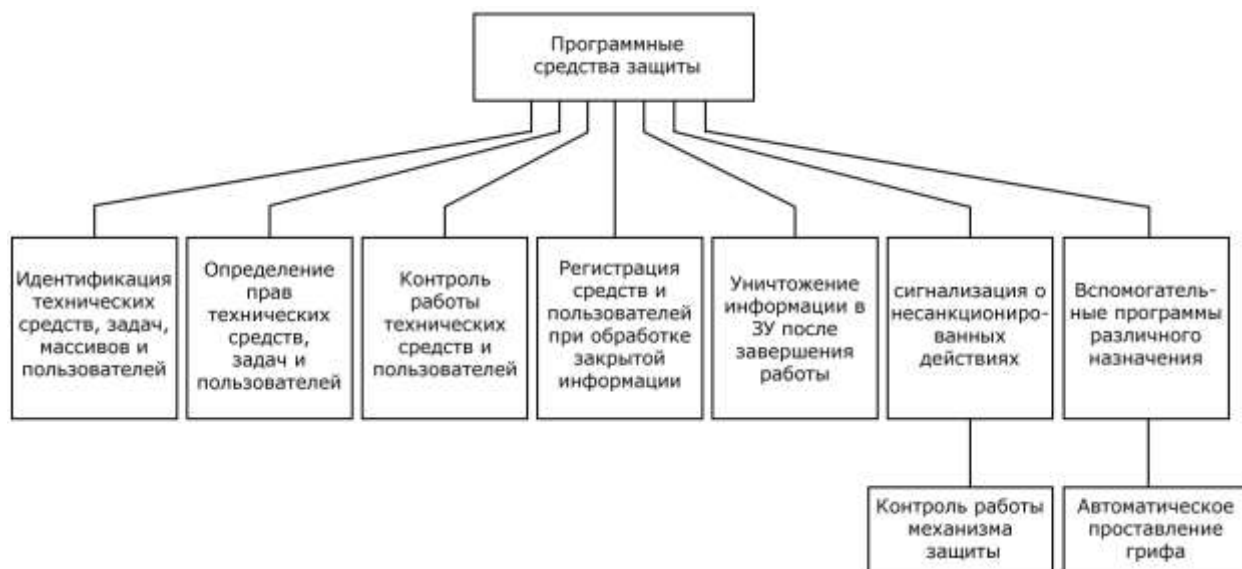 Программные
средства защиты
Идентификация
технических
средств, задач,
массивов и
пользователей
Определение
прав
технических
средств,
задач и
пользователей
Контроль
работы
технических
средств и
пользователей
Регистрация
средств и
пользователей
при обработке
закрытой
информации
Уничтожение
информации в
ЗУ после
завершения
работы
сигнализация о
несанкциониро-
ванных
действиях
Вспомогатель-
ные программы
различного
назначения
Контроль работы
механизма
защиты
Автоматическое
проставление
грифа